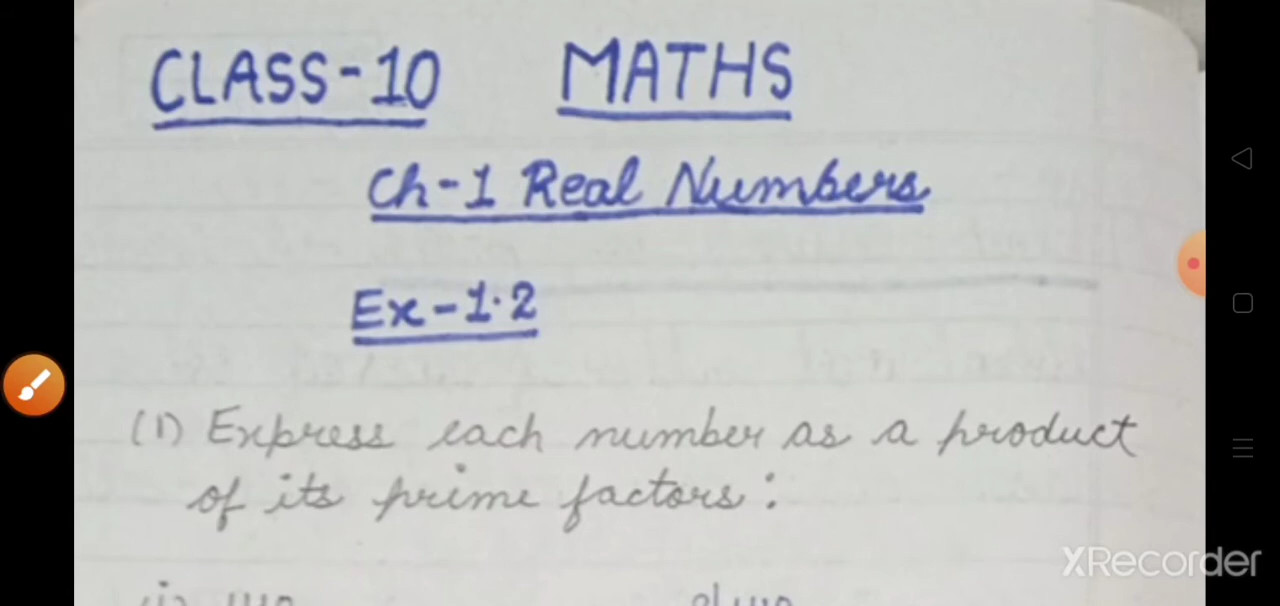 CLASS-10 MATHS
Ch-1 Real Numbers
Ex-1.2
(1) Express each number as a product
of its prime factors:
XRecorder